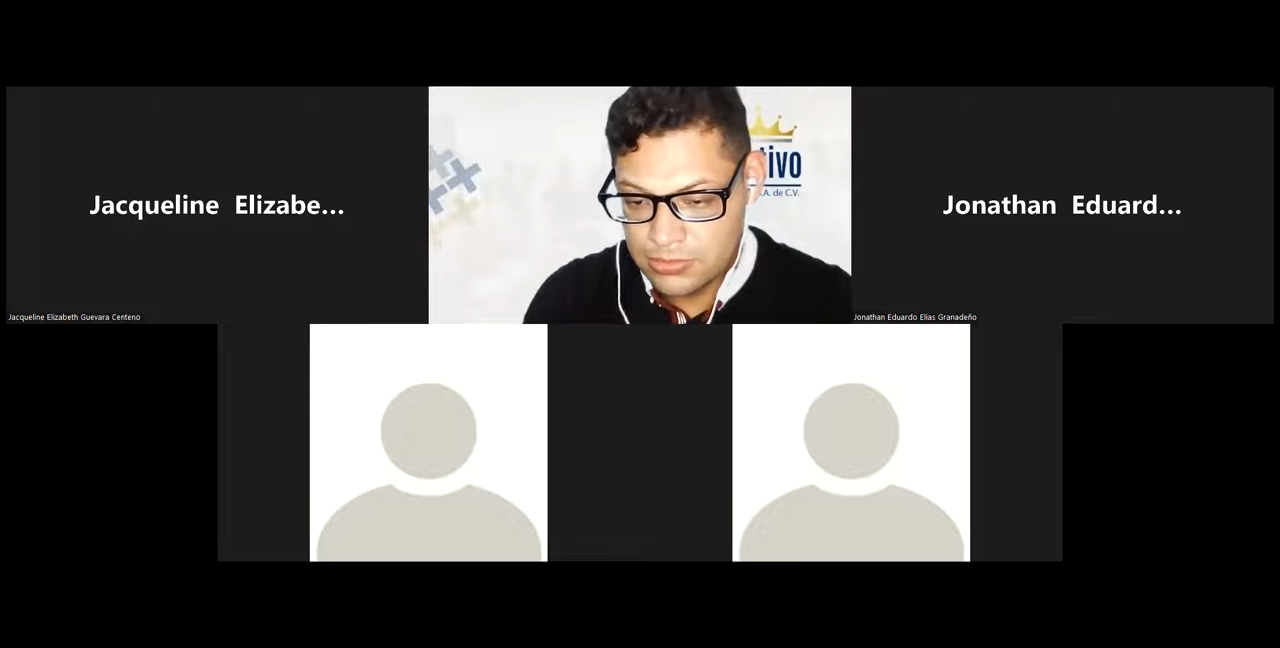 Jacqueline Elizabe...
tivo
.A. de C.V.
Jonathan Eduard...
Jacqueline Elizabeth Guevara Centeno
Jonathan Eduardo Elias Granadeño